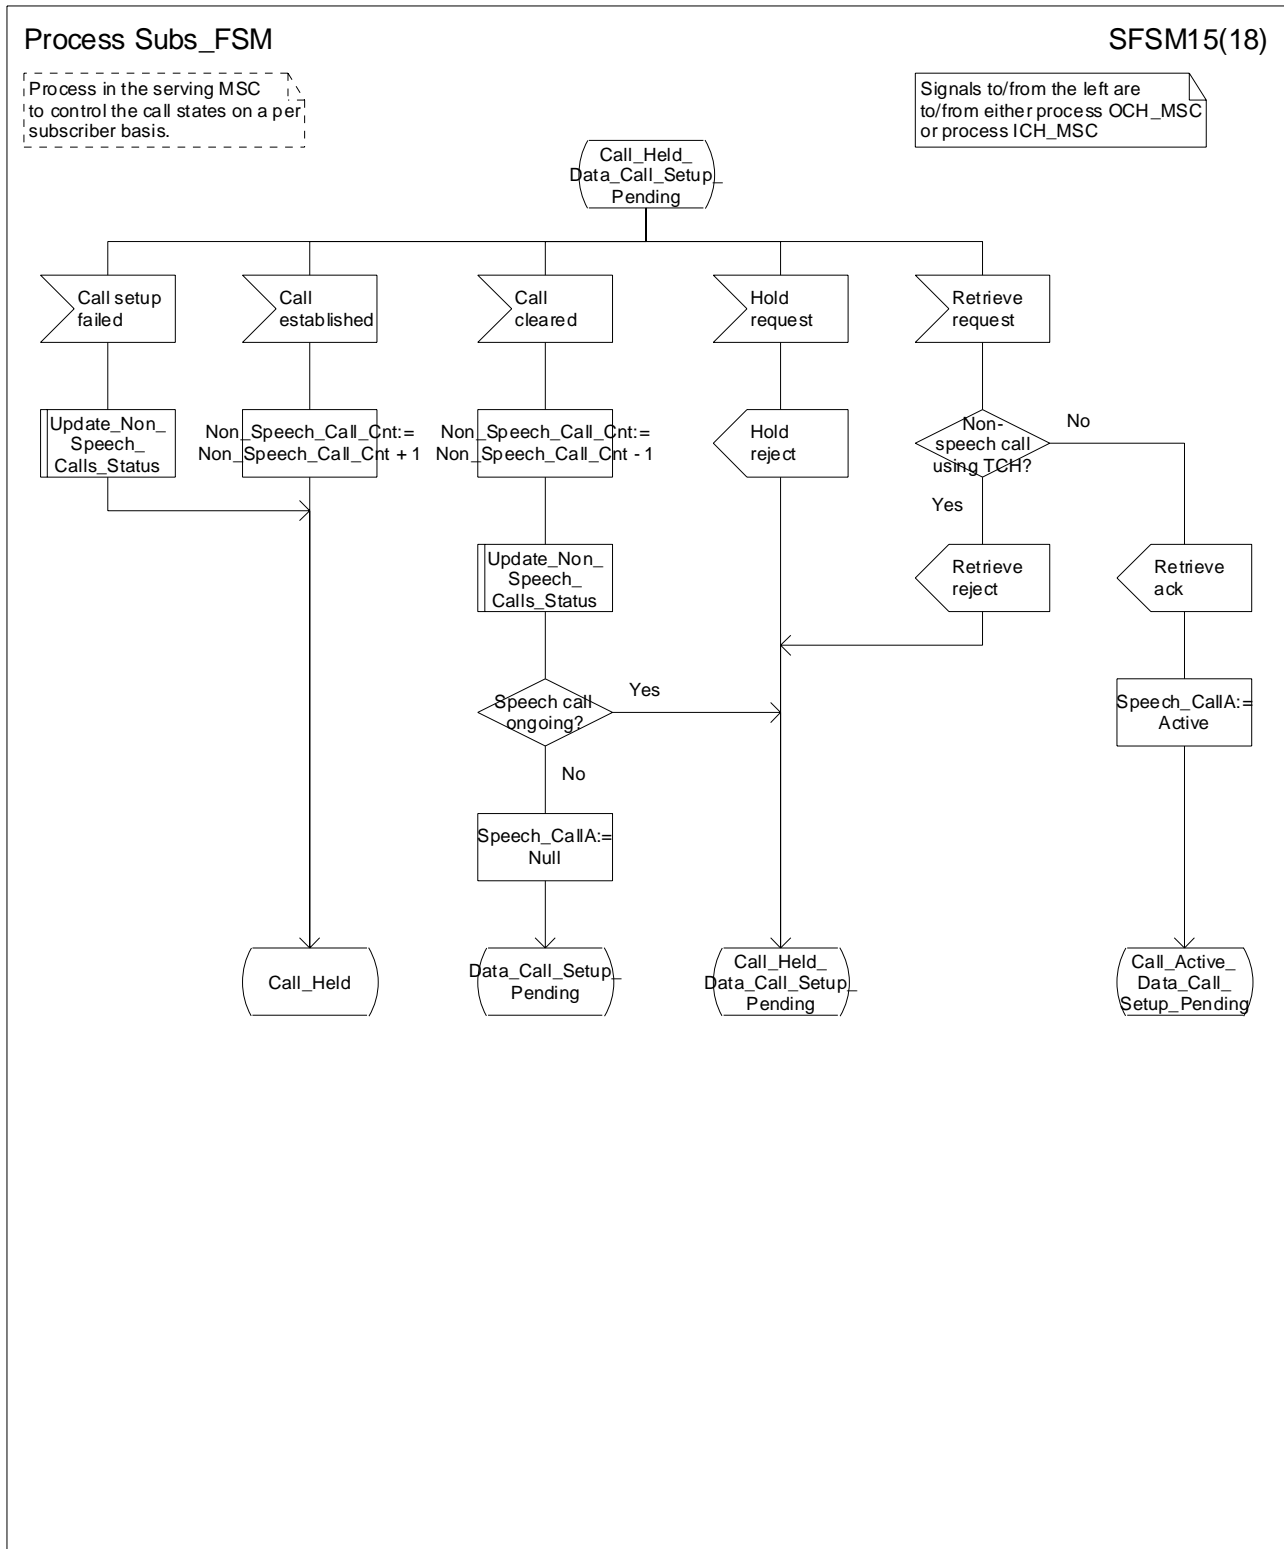 Process Subs_FSM
SFSM15(18)
Process in the serving MSC
to control the call states on a per
subscriber basis.
Signals to/from the left are
to/from either process OCH_MSC
or process ICH_MSC
Call_Held_
Data_Call_Setup_
Pending
Call setup
failed
Call
established
Call
cleared
Hold
request
Retrieve
request
Update_Non_
Speech_
Calls_Status
Non_Speech_Call_Cnt:=
Non_Speech_Call_Cnt + 1
Non_Speech_Call_Cnt:=
Non_Speech_Call_Cnt - 1
Hold
reject
Non-
speech call
using TCH?
No
Yes
Update_Non_
Speech_
Calls_Status
Retrieve
reject
Retrieve
ack
Speech call
ongoing?
Yes
No
Speech_CallA:=
Active
Speech_CallA:=
Null
Call_Held
Data_Call_Setup_
Pending
Call_Held_
Data_Call_Setup_
Pending
Call_Active_
Data_Call_
Setup_Pending